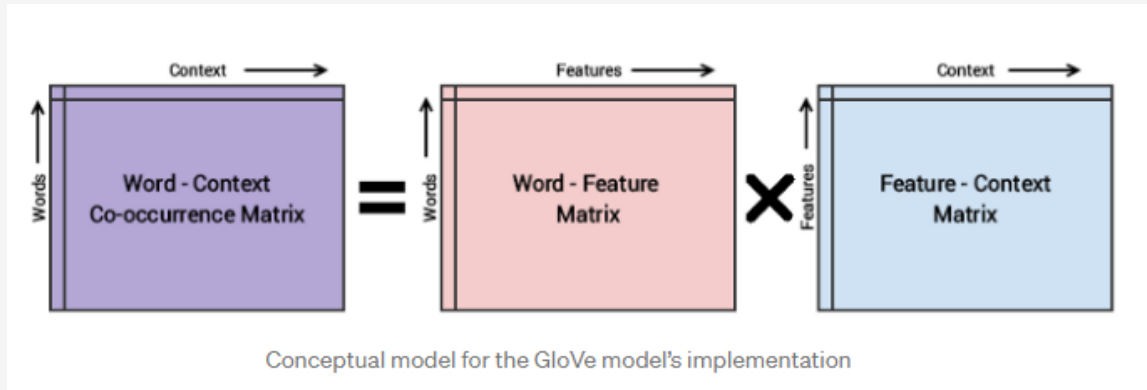 Context
Features
Context
Words
Word - Context
Co-occurrence Matrix
Words
Word - Feature
Matrix
Features
Feature - Context
Matrix
Conceptual model for the GloVe model's implementation